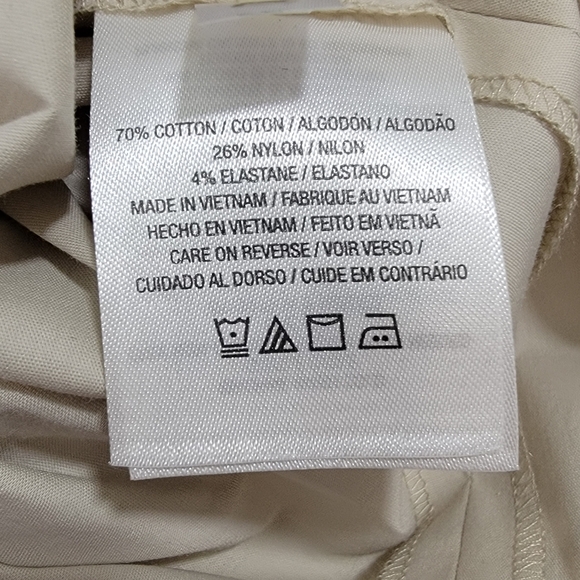 70% COTTON / COTON / ALGODÓN / ALGODÃO
26% NYLON / NILON
4% ELASTANE / ELASTANO
MADE IN VIETNAM / FABRIQUE AU VIETNAM
HECHO EN VIETNAM / FEITO EM VIETNÃ
CARE ON REVERSE / VOIR VERSO /
CUIDADO AL DORSO / CUIDE EM CONTRÁRIO